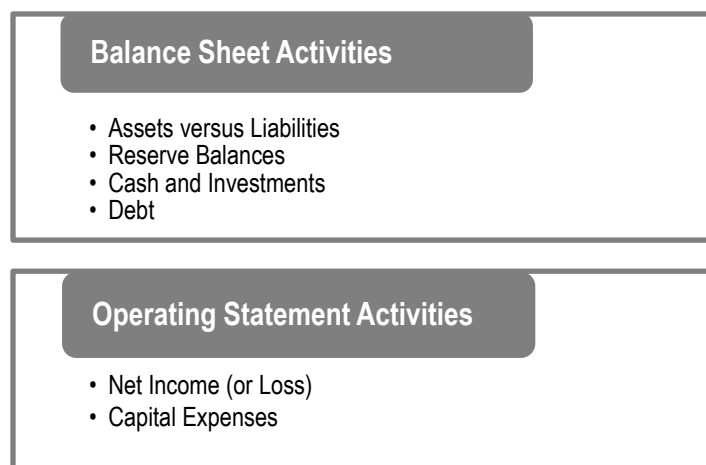 Balance Sheet Activities
• Assets versus Liabilities
• Reserve Balances
• Cash and Investments
• Debt
Operating Statement Activities
• Net Income (or Loss)
• Capital Expenses